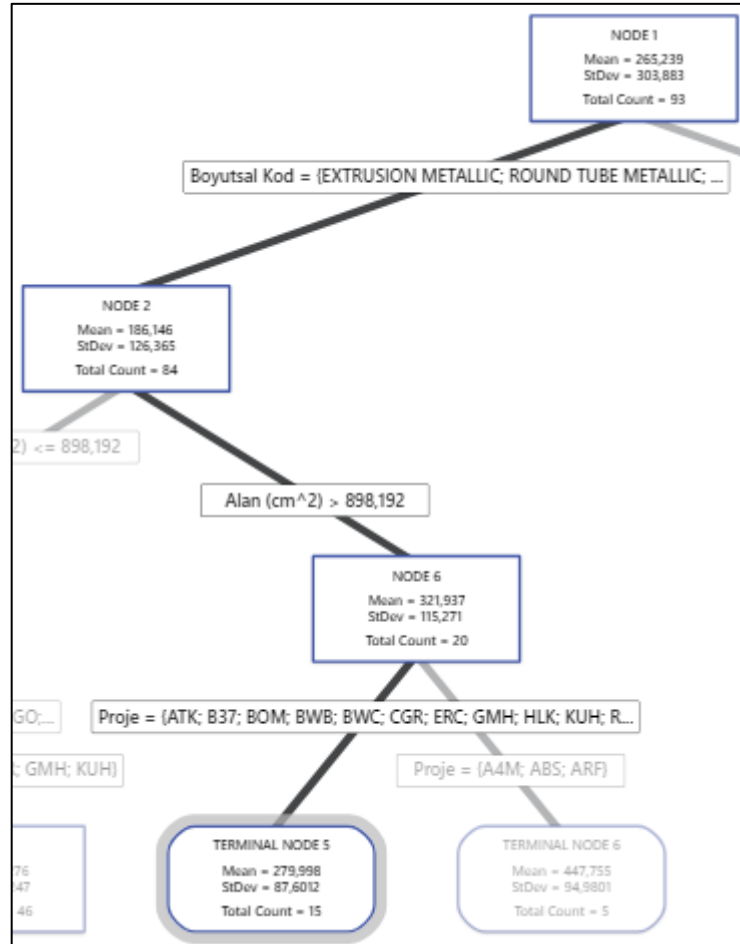 NODE 1
Mean = 265,239
StDev = 303,883
Total Count = 93
Boyutsal Kod = {EXTRUSION METALLIC; ROUND TUBE METALLIC; ...
NODE 2
Mean = 186,146
StDev = 126,365
Total Count = 84
2) <= 898,192
Alan (cm^2) > 898,192
NODE 6
Mean = 321,937
StDev = 115,271
Total Count = 20
GO;...
Proje = {ATK; B37; BOM; BWB; BWC; CGR; ERC; GMH; HLK; KUH; R...
; GMH; KUH}
Proje = {A4M; ABS; ARF}
TERMINAL NODE 5
Mean = 279,998
StDev = 87,6012
Total Count = 15
TERMINAL NODE 6
Mean = 447,755
StDev = 94,9801
Total Count = 5
76
247
46